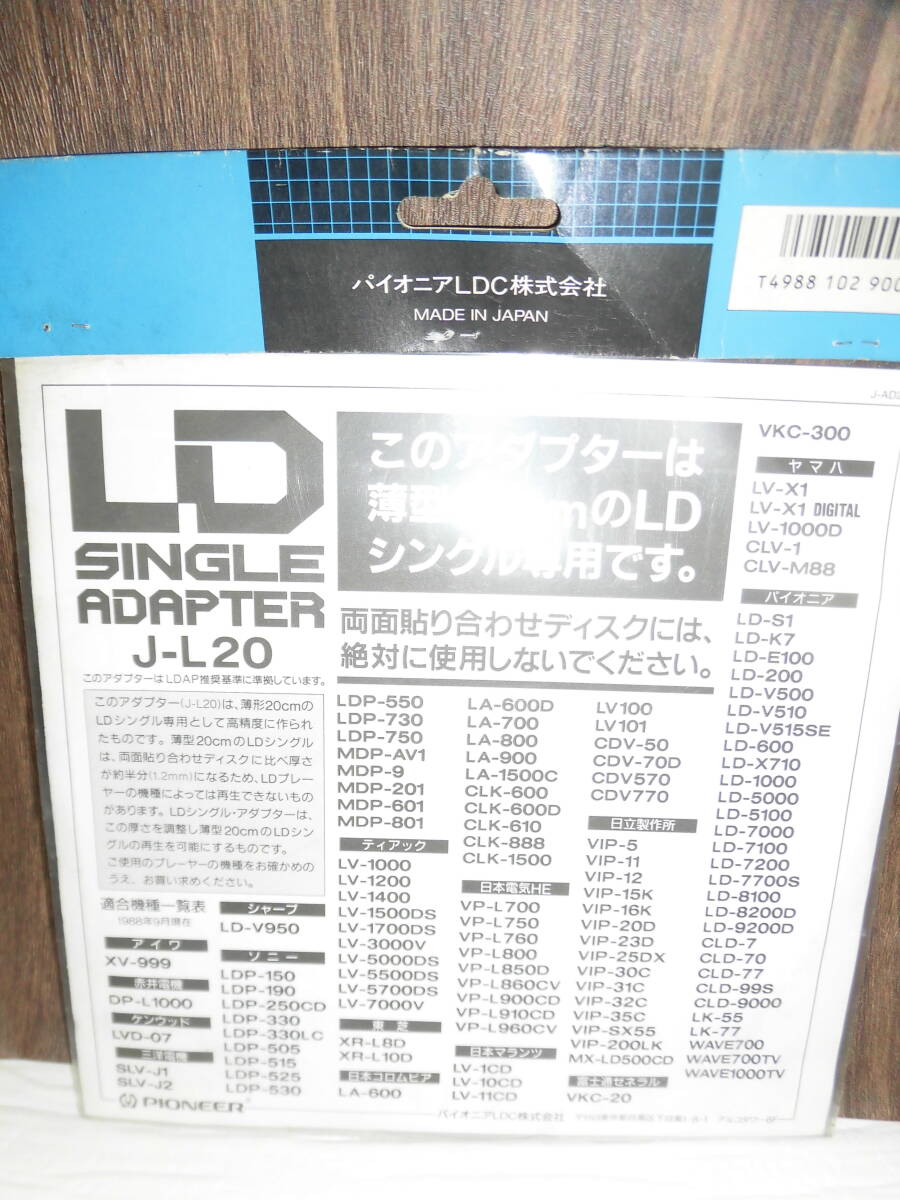 パイオニアLDC株式会社
MADE IN JAPAN
T4988 102 900
LD
SINGLE
ADAPTER
J-L20
このアダプターはLDAP推奨基準に準拠しています。
このアダプターは
薄型20cmのLD
シングル専用です。
両面貼り合わせディスクには、
絶対に使用しないでください。
このアダプター(J-L20)は、薄形20cmの
LDシングル専用として高精度に作られ
たものです。薄型20cmのLDシングル
は、両面貼り合わせディスクに比べ厚さ
が約半分(1.2mm)になるため、LDプレー
ヤーの機種によっては再生できないもの
があります。LDシングル・アダプターは、
この厚さを調整し薄型20cmのLDシン
グルの再生を可能にするものです。
ご使用のプレーヤーの機種をお確かめの
うえ、お買い求めください。
適合機種一覧表
1988年9月現在
アイワ
XV-999
赤井電機
DP-L1000
ケンウッド
LVD-07
三洋電機
SLV-J1
SLV-J2
シャープ
LD-V950
ソニー
LDP-150
LDP-190
LDP-250CD
LDP-330
LDP-330LC
LDP-505
LDP-515
LDP-525
LDP-530
LDP-550
LDP-730
LDP-750
MDP-AV1
MDP-9
MDP-201
MDP-601
MDP-801
ティアック
LV-1000
LV-1200
LV-1400
LV-1500DS
LV-1700DS
LV-3000V
LV-5000DS
LV-5500DS
LV-5700DS
LV-7000V
東芝
XR-L8D
XR-L10D
日本コロムビア
LA-600
LA-600D
LA-700
LA-800
LA-900
LA-1500C
CLK-600
CLK-600D
CLK-610
CLK-888
CLK-1500
日本電気HE
VP-L700
VP-L750
VP-L760
VP-L800
VP-L850D
VP-L860CV
VP-L900CD
VP-L910CD
VP-L960CV
日本マランツ
LV-1CD
LV-10CD
LV-11CD
LV100
LV101
CDV-50
CDV-70D
CDV570
CDV770
日立製作所
VIP-5
VIP-11
VIP-12
VIP-15K
VIP-16K
VIP-20D
VIP-23D
VIP-25DX
VIP-30C
VIP-31C
VIP-32C
VIP-35C
VIP-SX55
VIP-200LK
MX-LD500CD
富士通ゼネラル
VKC-20
VKC-300
ヤマハ
LV-X1
LV-X1 DIGITAL
LV-1000D
CLV-1
CLV-M88
パイオニア
LD-S1
LD-K7
LD-E100
LD-200
LD-V500
LD-V510
LD-V515SE
LD-600
LD-X710
LD-1000
LD-5000
LD-5100
LD-7000
LD-7100
LD-7200
LD-7700S
LD-8100
LD-8200D
LD-9200D
CLD-7
CLD-70
CLD-77
CLD-99S
CLD-9000
LK-55
LK-77
WAVE700
WAVE700TV
WAVE1000TV
PIONEER
パイオニアLDC株式会社